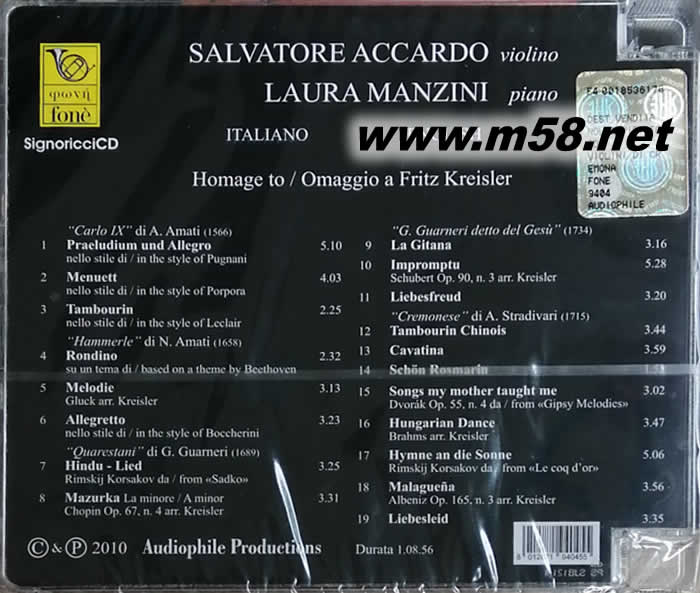 SALVATORE ACCARDO violino
LAURA MANZINI piano
φωνή
fonè
SignoricciCD
ITALIANO
www.m58.net
Homage to / Omaggio a Fritz Kreisler
"Carlo IX" di A. Amati (1566)
1 Praeludium und Allegro 5.10
nello stile di / in the style of Pugnani
2 Menuett 4.03
nello stile di / in the style of Porpora
3 Tambourin 2.25
nello stile di / in the style of Leclair
"Hammerle" di N. Amati (1658)
4 Rondino 2.32
su un tema di / based on a theme by Beethoven
5 Melodie 3.13
Gluck arr. Kreisler
6 Allegretto 3.23
nello stile di / in the style of Boccherini
"Quarestani" di G. Guarneri (1689)
7 Hindu - Lied 3.25
Rimskij Korsakov da / from «Sadko»
8 Mazurka La minore / A minor 3.31
Chopin Op. 67, n. 4 arr. Kreisler
"G. Guarneri detto del Gesù" (1734)
9 La Gitana 3.16
10 Impromptu 5.28
Schubert Op. 90, n. 3 arr. Kreisler
11 Liebesfreud 3.20
"Cremonese" di A. Stradivari (1715)
12 Tambourin Chinois 3.44
13 Cavatina 3.59
14 Schön Rosmarin
15 Songs my mother taught me 3.02
Dvorák Op. 55, n. 4 da / from «Gipsy Melodies»
16 Hungarian Dance 3.47
Brahms arr. Kreisler
17 Hymne an die Sonne 5.06
Rimskij Korsakov da / from «Le coq d'or»
18 Malagueña 3.56
Albeniz Op. 165, n. 3 arr. Kreisler
19 Liebesleid 3.35
© & ℗ 2010 Audiophile Productions
Durata 1.08.56
DEST.VENDITA
VIOLINI DI CR
EMONA
FONE
9404
AUDIOPHILE